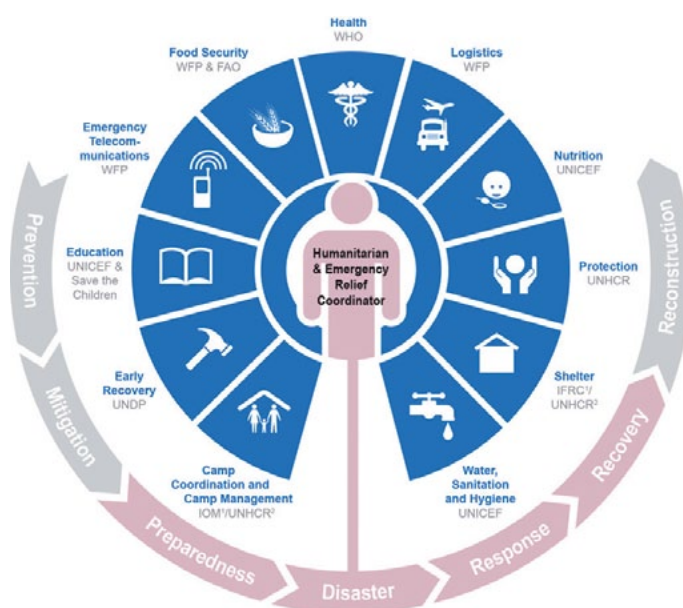 Health
WHO
Logistics
WFP
Nutrition
UNICEF
Protection
UNHCR
Shelter
IFRC¹/
UNHCR²
Water,
Sanitation
and Hygiene
UNICEF
Camp
Coordination and
Camp Management
IOM¹/UNHCR²
Early
Recovery
UNDP
Education
UNICEF &
Save the
Children
Emergency
Telecom-
munications
WFP
Food Security
WFP & FAO
Humanitarian
& Emergency
Relief
Coordinator
Prevention
Mitigation
Preparedness
Disaster
Response
Recovery
Reconstruction